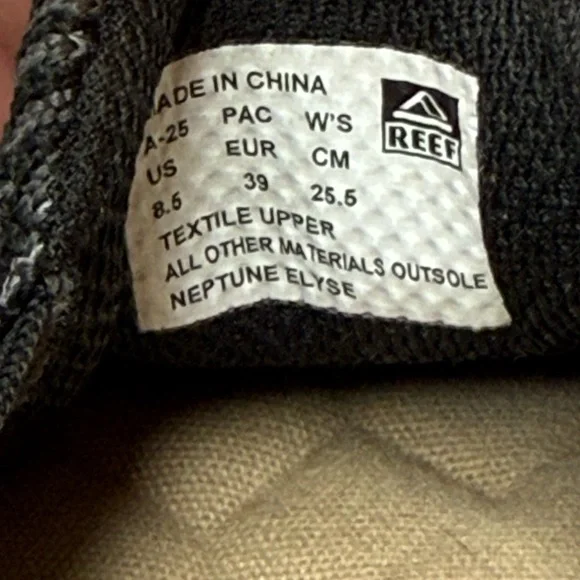 ADE IN CHINA
A-25 PAC W'S
US EUR CM
8.5 39 25.5
TEXTILE UPPER
ALL OTHER MATERIALS OUTSOLE
NEPTUNE ELYSE
REEF